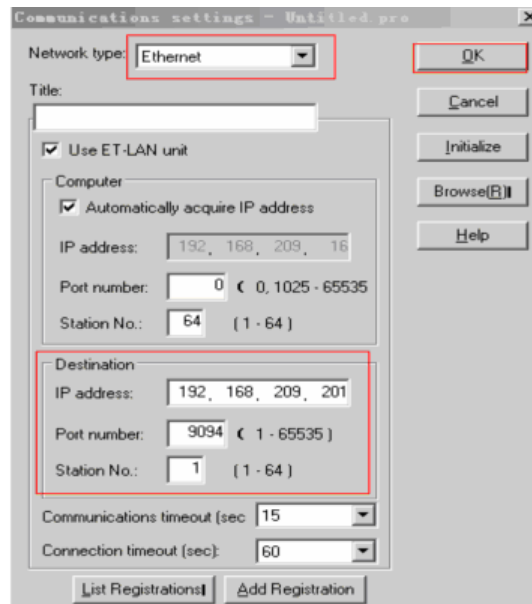 Communications settings - Untitled.pro
Network type: Ethernet
OK
Title:
Cancel
Use ET-LAN unit
Initialize
Computer
Automatically acquire IP address
Browse(R)
IP address: 192, 168, 209, 16
Help
Port number: 0 ( 0, 1025 - 65535
Station No.: 64 ( 1 - 64 )
Destination
IP address: 192, 168, 209, 201
Port number: 9094 ( 1 - 65535 )
Station No.: 1 ( 1 - 64 )
Communications timeout (sec 15
Connection timeout (sec): 60
List Registrations Add Registration